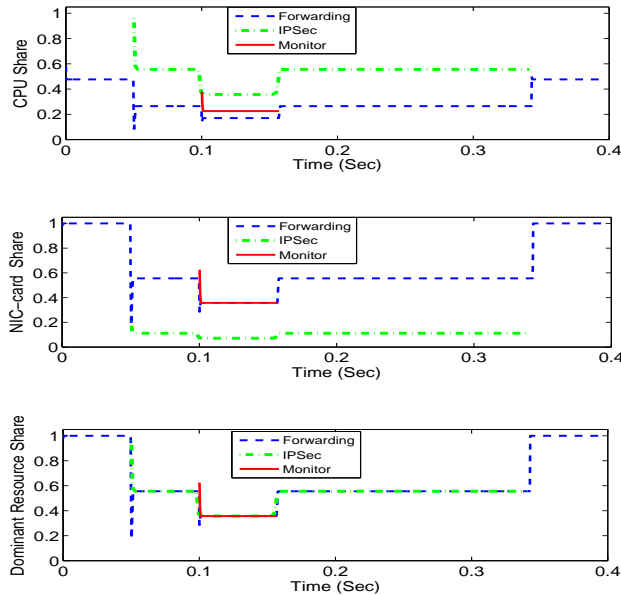 1
0.8
0.6
0.4
0.2
0
CPU Share
Forwarding
IPSec
Monitor
0 0.1 0.2 0.3 0.4
Time (Sec)
1
0.8
0.6
0.4
0.2
0
NIC−card Share
Forwarding
IPSec
Monitor
0 0.1 0.2 0.3 0.4
Time (Sec)
1
0.8
0.6
0.4
0.2
0
Dominant Resource Share
Forwarding
IPSec
Monitor
0 0.1 0.2 0.3 0.4
Time (Sec)